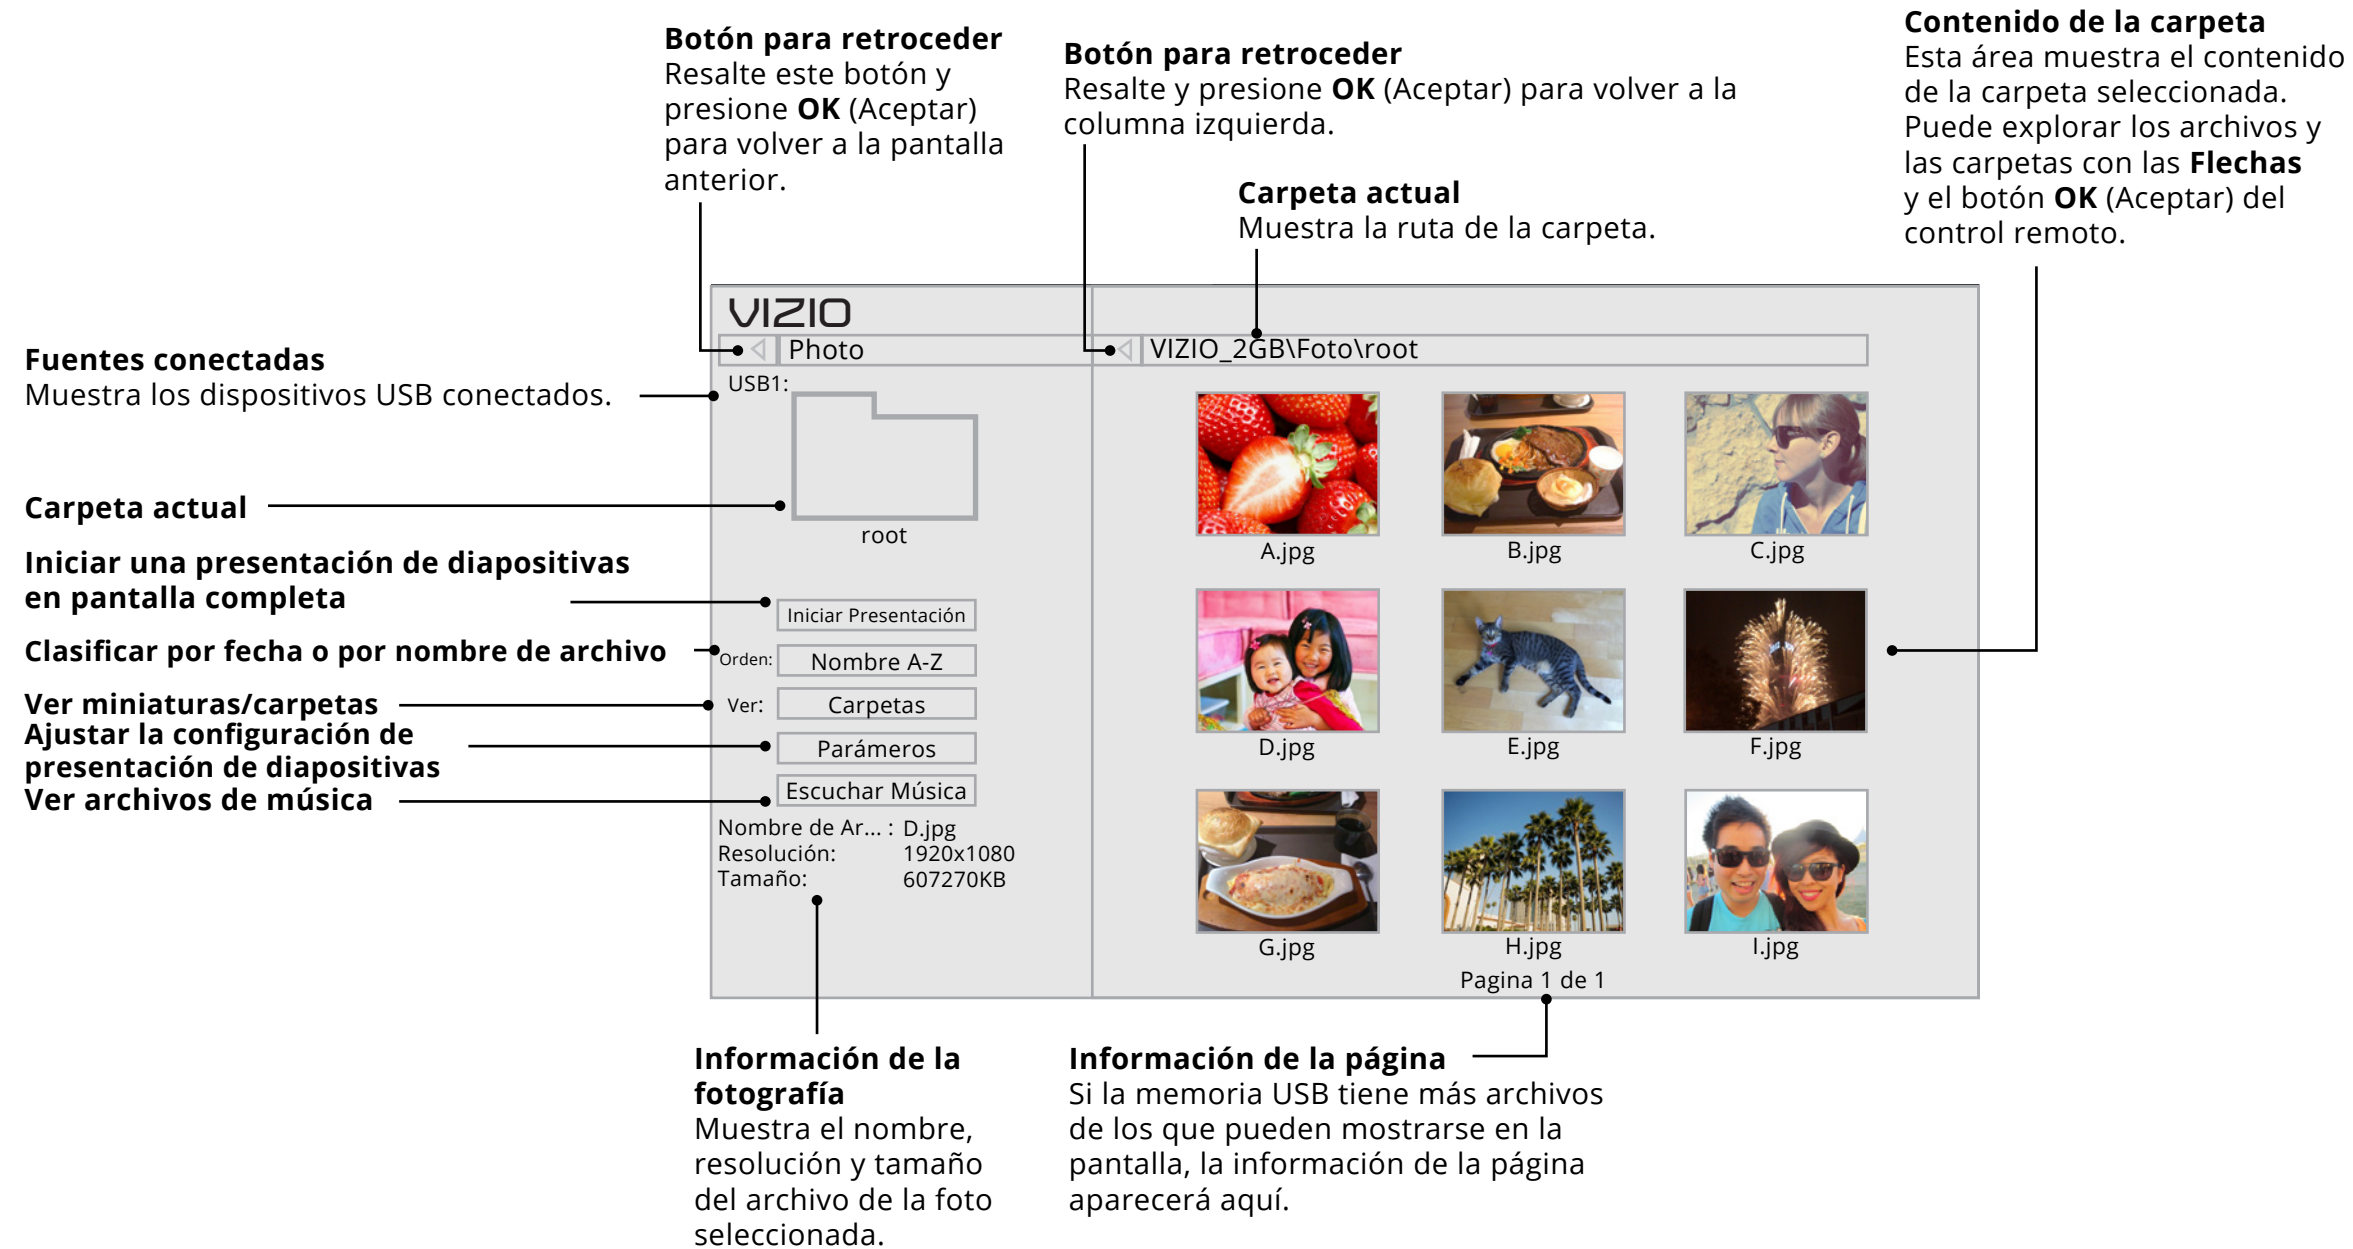 Botón para retroceder
Resalte este botón y
presione OK (Aceptar)
para volver a la pantalla
anterior.
Botón para retroceder
Resalte y presione OK (Aceptar) para volver a la
columna izquierda.
Carpeta actual
Muestra la ruta de la carpeta.
Contenido de la carpeta
Esta área muestra el contenido
de la carpeta seleccionada.
Puede explorar los archivos y
las carpetas con las Flechas
y el botón OK (Aceptar) del
control remoto.
Fuentes conectadas
Muestra los dispositivos USB conectados.
Carpeta actual
Iniciar una presentación de diapositivas
en pantalla completa
Clasificar por fecha o por nombre de archivo
Ver miniaturas/carpetas
Ajustar la configuración de
presentación de diapositivas
Ver archivos de música
VIZIO
Photo
USB1:
root
Iniciar Presentación
Orden: Nombre A-Z
Ver: Carpetas
Parámeros
Escuchar Música
Nombre de Ar... : D.jpg
Resolución: 1920x1080
Tamaño: 607270KB
VIZIO_2GB\Foto\root
A.jpg B.jpg C.jpg
D.jpg E.jpg F.jpg
G.jpg H.jpg I.jpg
Pagina 1 de 1
Información de la
fotografía
Muestra el nombre,
resolución y tamaño
del archivo de la foto
seleccionada.
Información de la página
Si la memoria USB tiene más archivos
de los que pueden mostrarse en la
pantalla, la información de la página
aparecerá aquí.